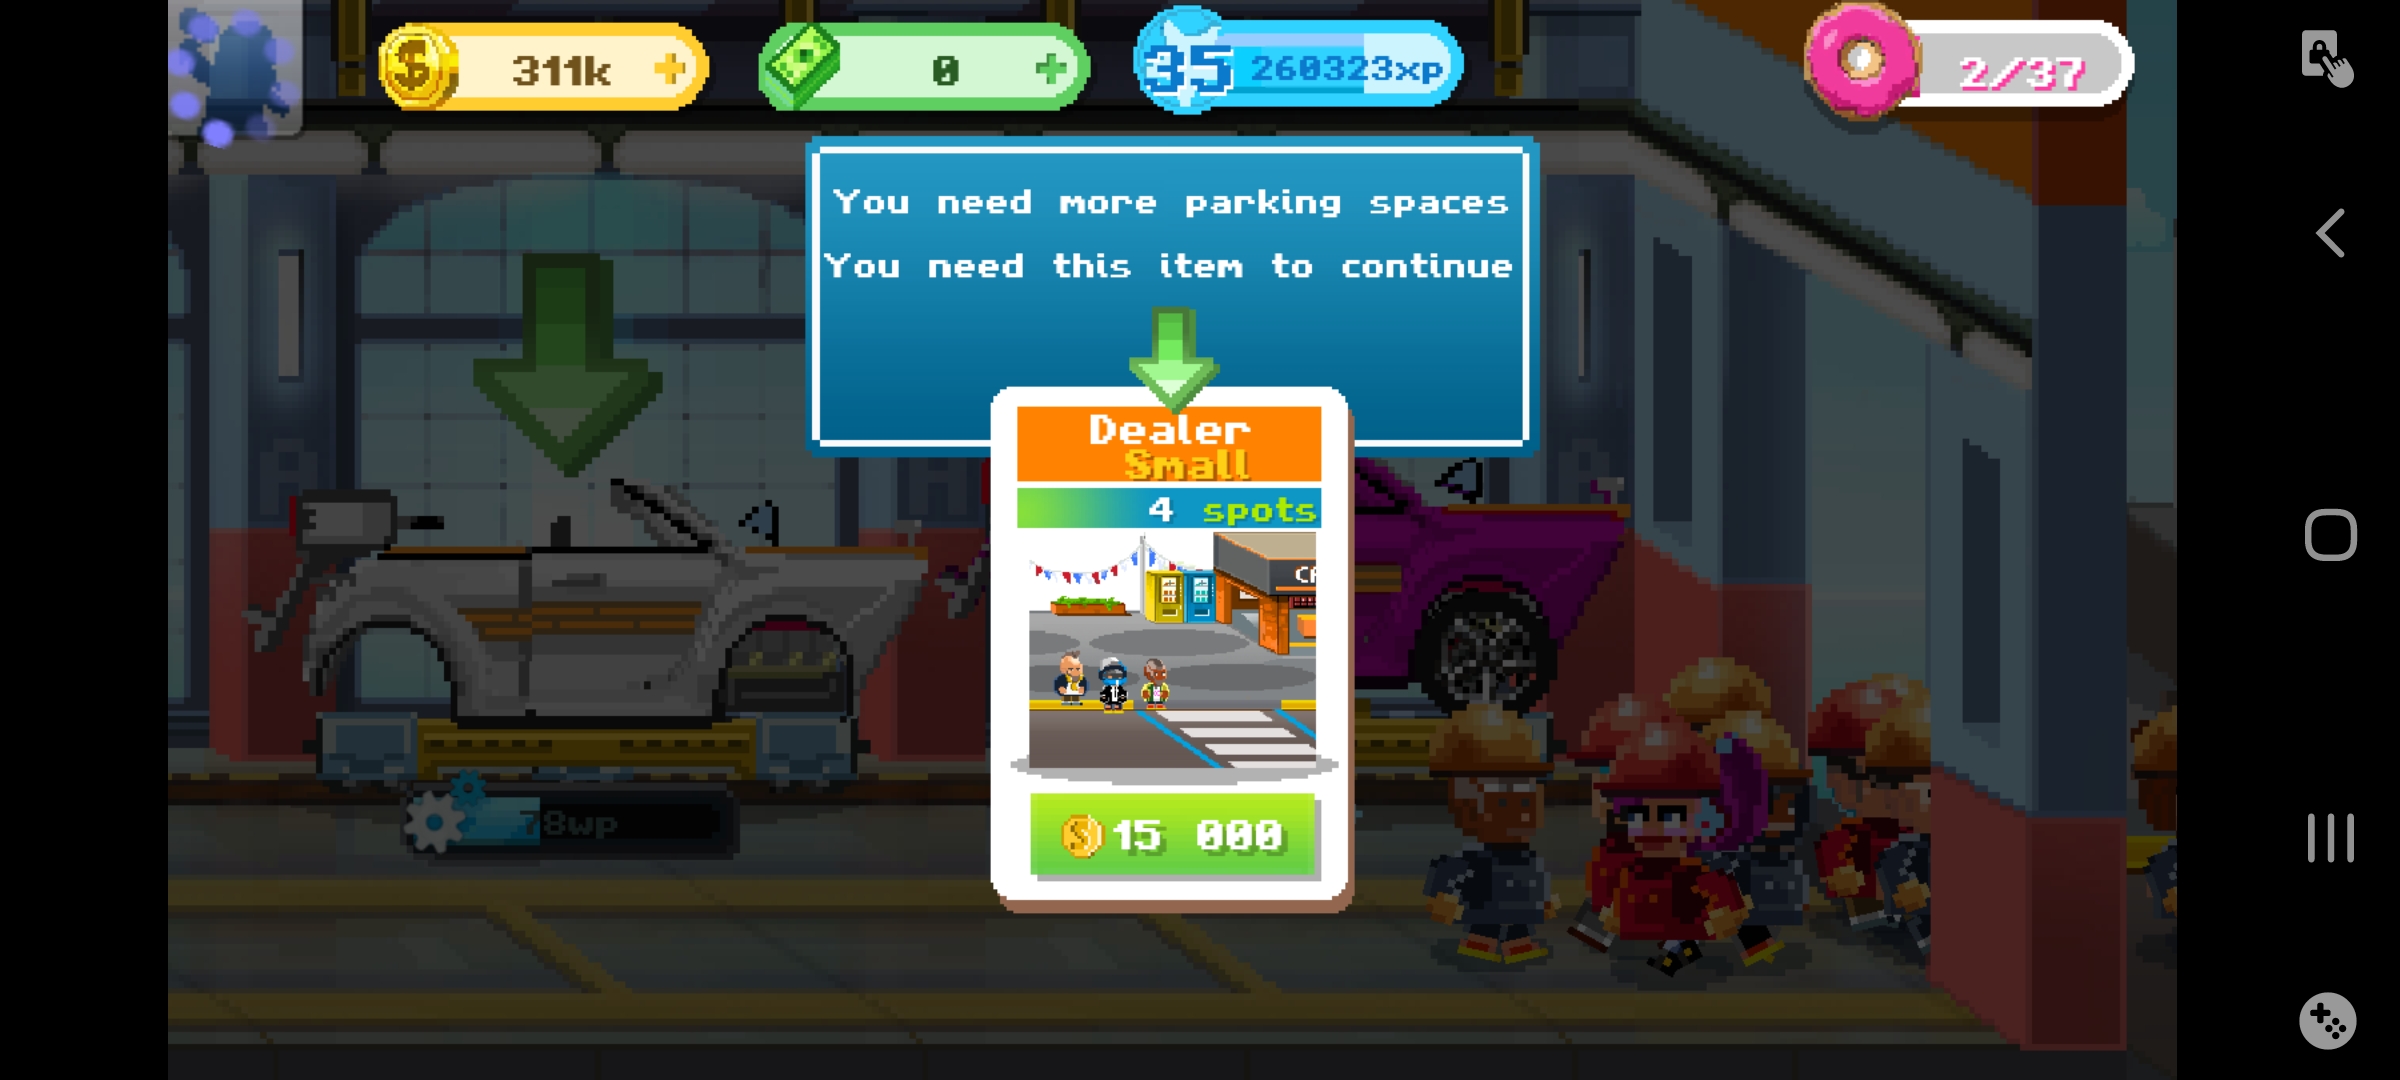 311k
0
35
260323xp
2/37
You need more parking spaces
You need this item to continue
Dealer
Small
4 spots
15 000
78wp